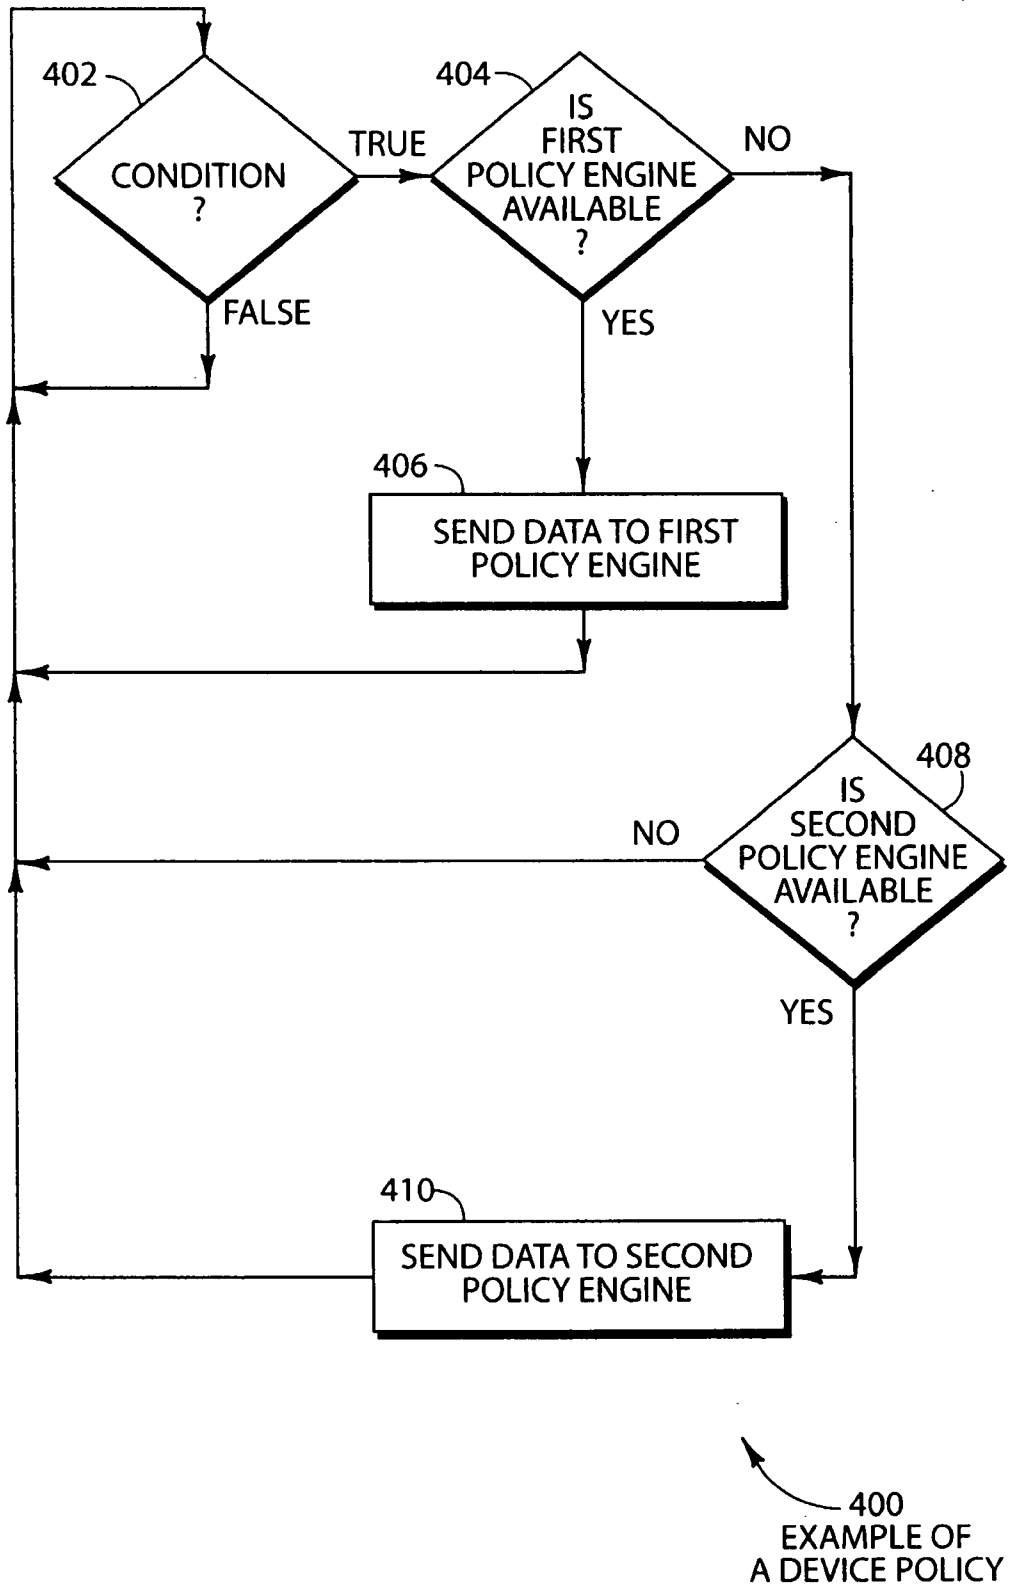 402
CONDITION
?
TRUE
FALSE
404
IS
FIRST
POLICY ENGINE
AVAILABLE
?
NO
YES
406
SEND DATA TO FIRST
POLICY ENGINE
408
IS
SECOND
POLICY ENGINE
AVAILABLE
?
NO
YES
410
SEND DATA TO SECOND
POLICY ENGINE
400
EXAMPLE OF
A DEVICE POLICY